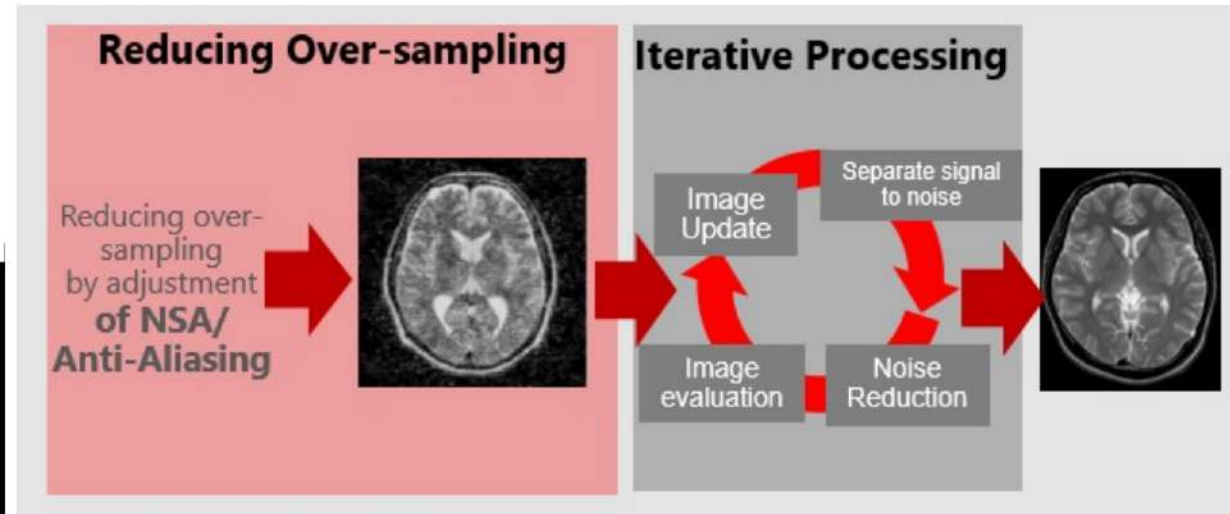 Reducing Over-sampling
Iterative Processing
Reducing over-
sampling
by adjustment
of NSA/
Anti-Aliasing
Image
Update
Separate signal
to noise
Image
evaluation
Noise
Reduction